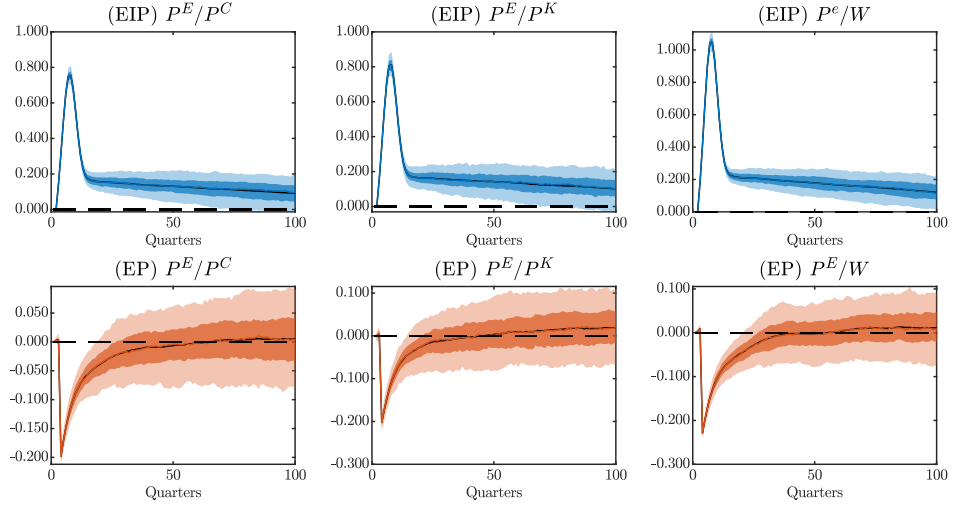 (EIP) P^E/P^C (EIP) P^E/P^K (EIP) P^e/W
1.000 1.000 1.000
0.800 0.800 0.800
0.600 0.600 0.600
0.400 0.400 0.400
0.200 0.200 0.200
0.000 0.000 0.000
0 50 100 0 50 100 0 50 100
Quarters Quarters Quarters
(EP) P^E/P^C (EP) P^E/P^K (EP) P^E/W
0.050 0.100 0.100
0.000 0.000 0.000
-0.050 -0.100 -0.100
-0.100 -0.200 -0.200
-0.150 -0.300 -0.300
-0.200
0 50 100 0 50 100 0 50 100
Quarters Quarters Quarters